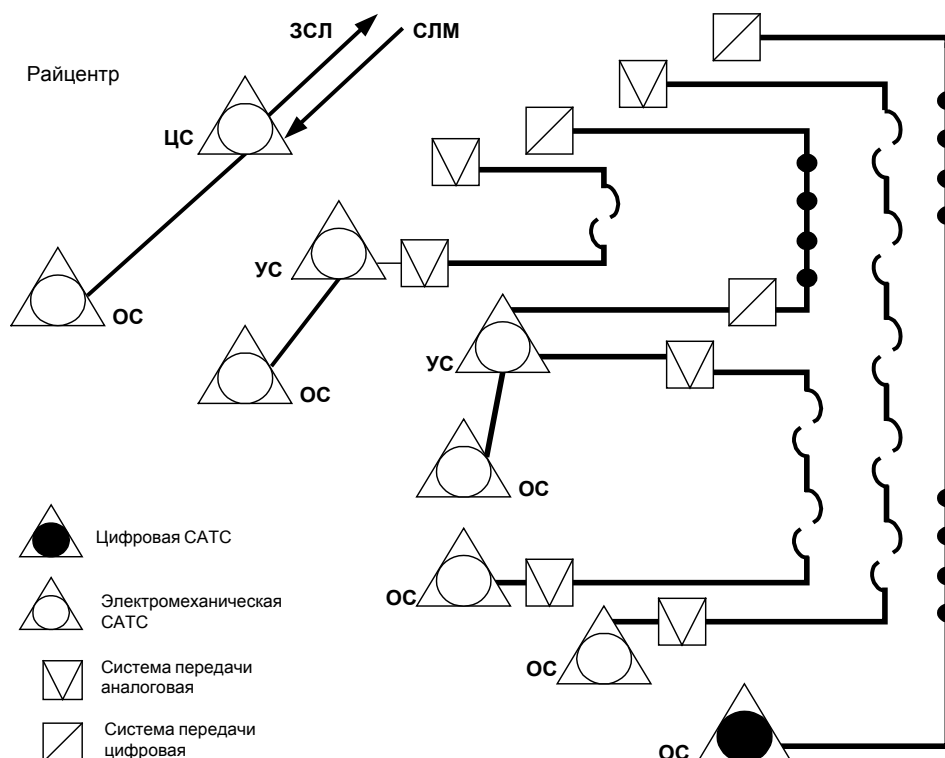 ЗСЛ
СЛМ
Райцентр
ЦС
УС
ОС
ОС
УС
ОС
ОС
ОС
ОС
Цифровая САТС
Электромеханическая
САТС
Система передачи
аналоговая
Система передачи
цифровая